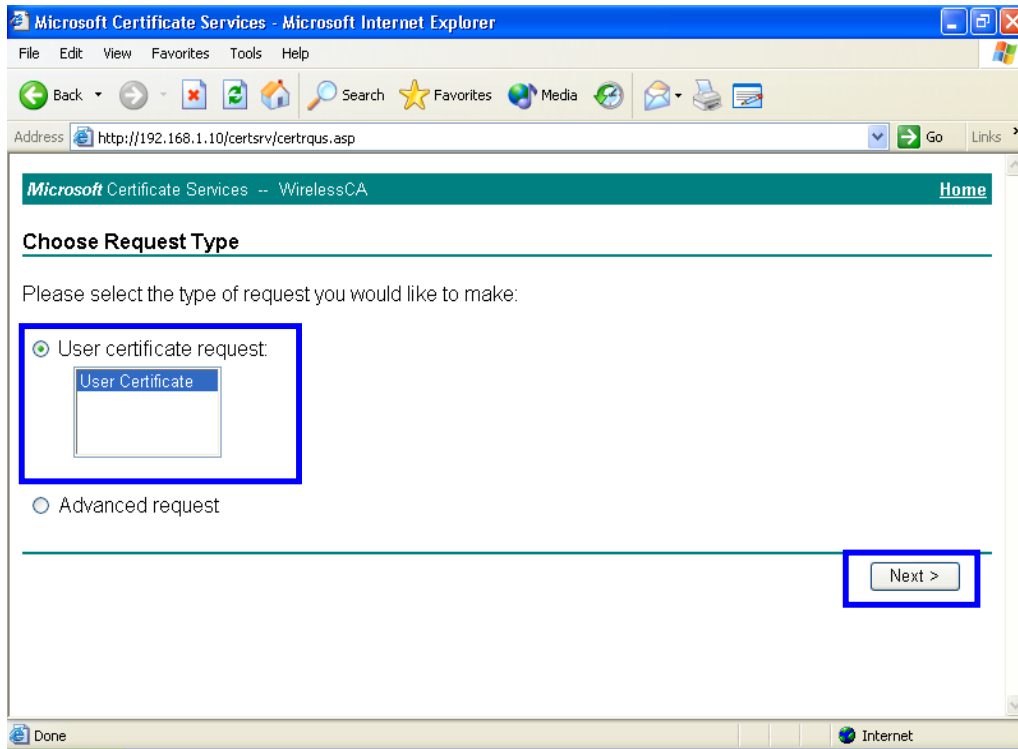 Microsoft Certificate Services - Microsoft Internet Explorer
File Edit View Favorites Tools Help
Back Search Favorites Media
Address http://192.168.1.10/certsrv/certrqus.asp Go Links
Microsoft Certificate Services -- WirelessCA Home
Choose Request Type
Please select the type of request you would like to make:
User certificate request:
User Certificate
Advanced request
Next >
Done Internet